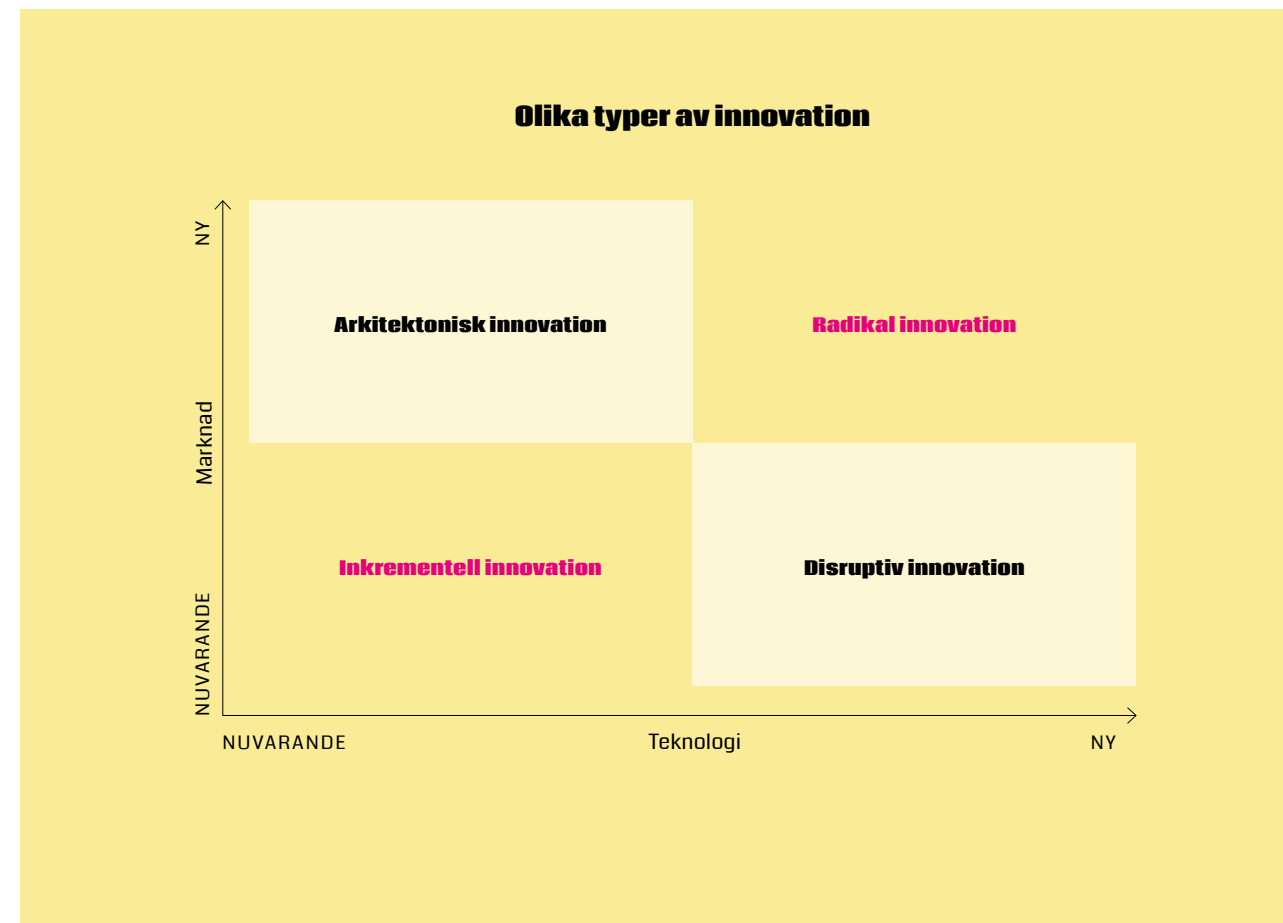 Olika typer av innovation
NY
Arkitektonisk innovation
Radikal innovation
Marknad
Inkrementell innovation
Disruptiv innovation
NUVARANDE
NUVARANDE
Teknologi
NY